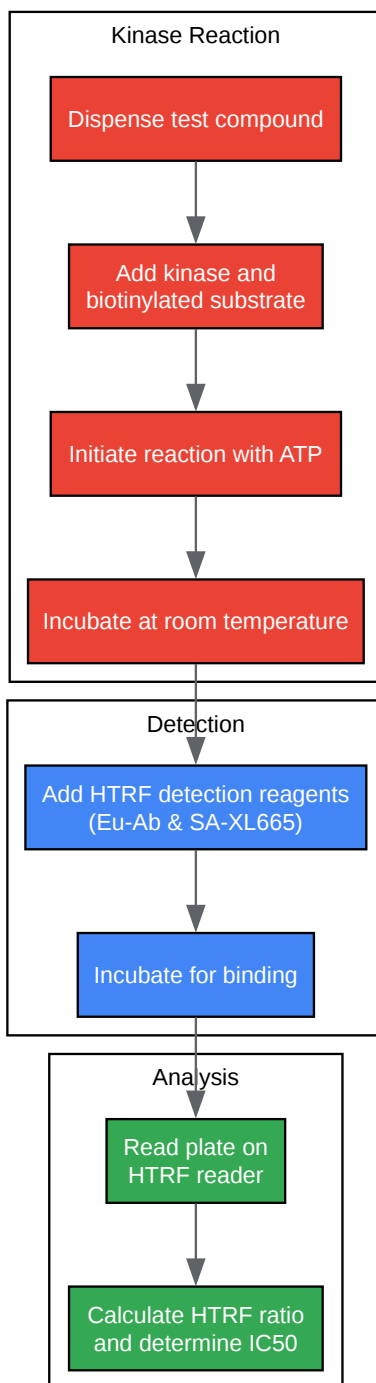 Kinase Reaction
Dispense test compound
Add kinase and
biotinylated substrate
Initiate reaction with ATP
Incubate at room temperature
Detection
Add HTRF detection reagents
(Eu-Ab & SA-XL665)
Incubate for binding
Analysis
Read plate on
HTRF reader
Calculate HTRF ratio
and determine IC50